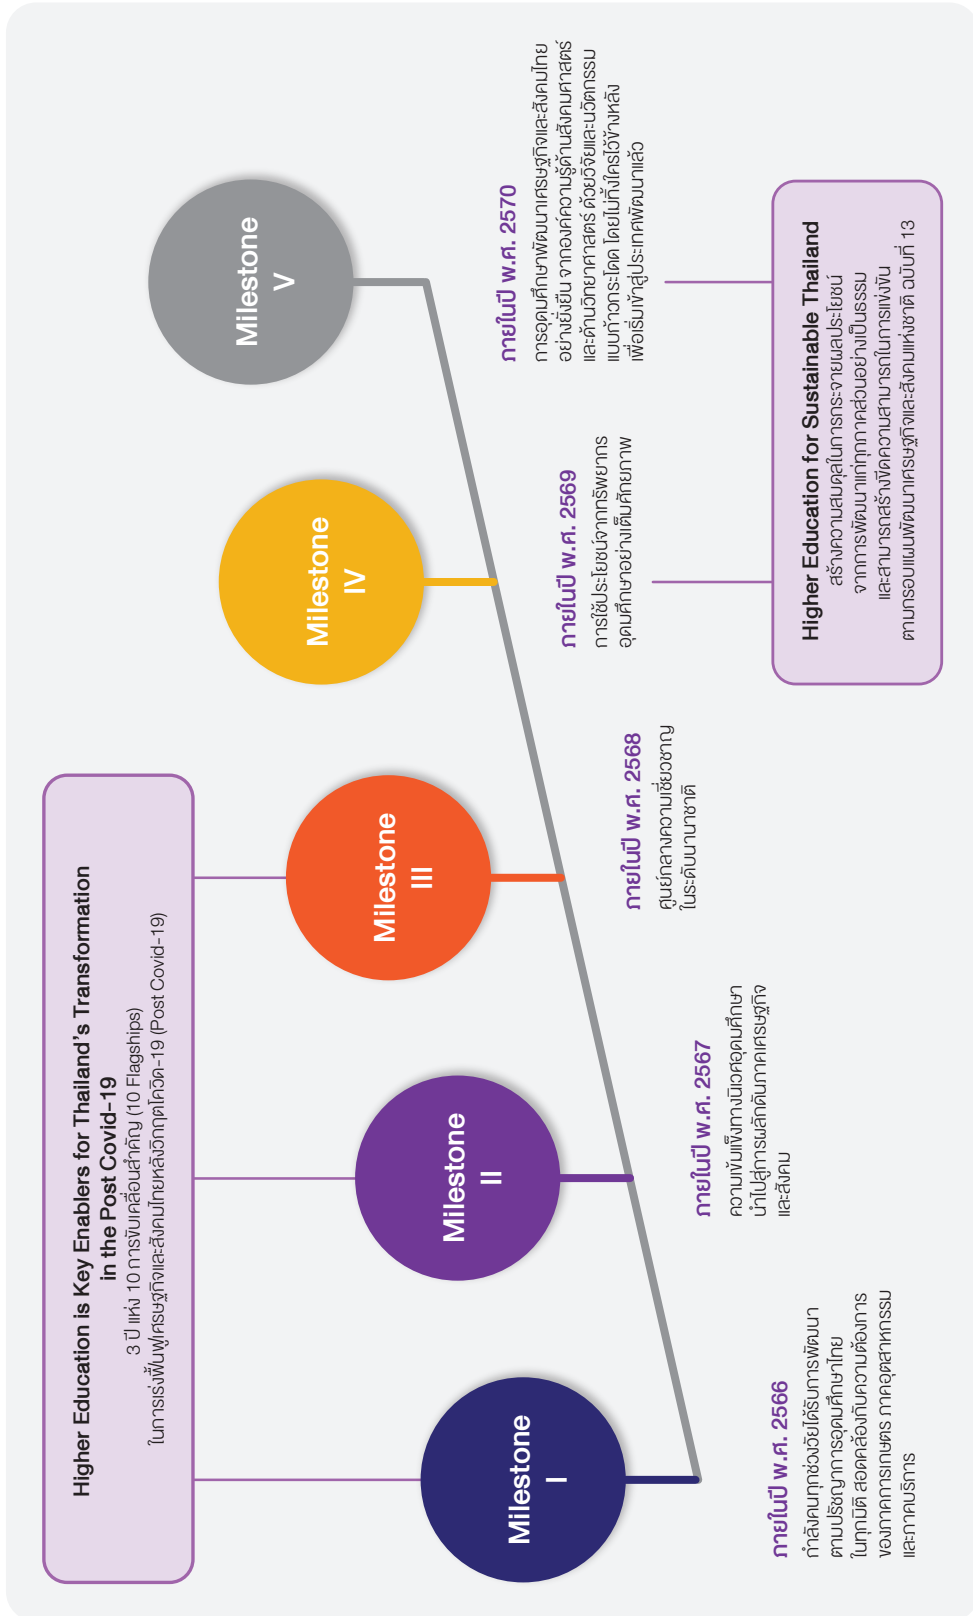 Higher Education is Key Enablers for Thailand's Transformation
in the Post Covid-19
3 ปี แห่ง 10 การขับเคลื่อนสำคัญ (10 Flagships)
ในการเร่งฟื้นฟูเศรษฐกิจและสังคมไทยหลังวิกฤตโควิด-19 (Post Covid-19)
Milestone
I
Milestone
II
Milestone
III
Milestone
IV
Milestone
V
ภายในปี พ.ศ. 2566
กำลังคนทุกช่วงวัยได้รับการพัฒนา
ตามปรัชญาการอุดมศึกษาไทย
ในทุกมิติ สอดคล้องกับความต้องการ
ของภาคการเกษตร ภาคอุตสาหกรรม
และภาคบริการ
ภายในปี พ.ศ. 2567
ความเข้มแข็งทางนิเวศอุดมศึกษา
นำไปสู่การผลักดันภาคเศรษฐกิจ
และสังคม
ภายในปี พ.ศ. 2568
ศูนย์กลางความเชี่ยวชาญ
ในระดับนานาชาติ
ภายในปี พ.ศ. 2569
การใช้ประโยชน์จากทรัพยากร
อุดมศึกษาอย่างเต็มศักยภาพ
ภายในปี พ.ศ. 2570
การอุดมศึกษาพัฒนาเศรษฐกิจและสังคมไทย
อย่างยั่งยืน จากองค์ความรู้ด้านสังคมศาสตร์
และด้านวิทยาศาสตร์ ด้วยวิจัยและนวัตกรรม
แบบก้าวกระโดด โดยไม่ทิ้งใครไว้ข้างหลัง
เพื่อเริ่มเข้าสู่ประเทศพัฒนาแล้ว
Higher Education for Sustainable Thailand
สร้างความสมดุลในการกระจายผลประโยชน์
จากการพัฒนาแก่ทุกภาคส่วนอย่างเป็นธรรม
และสามารถสร้างขีดความสามารถในการแข่งขัน
ตามกรอบแผนพัฒนาเศรษฐกิจและสังคมแห่งชาติ ฉบับที่ 13